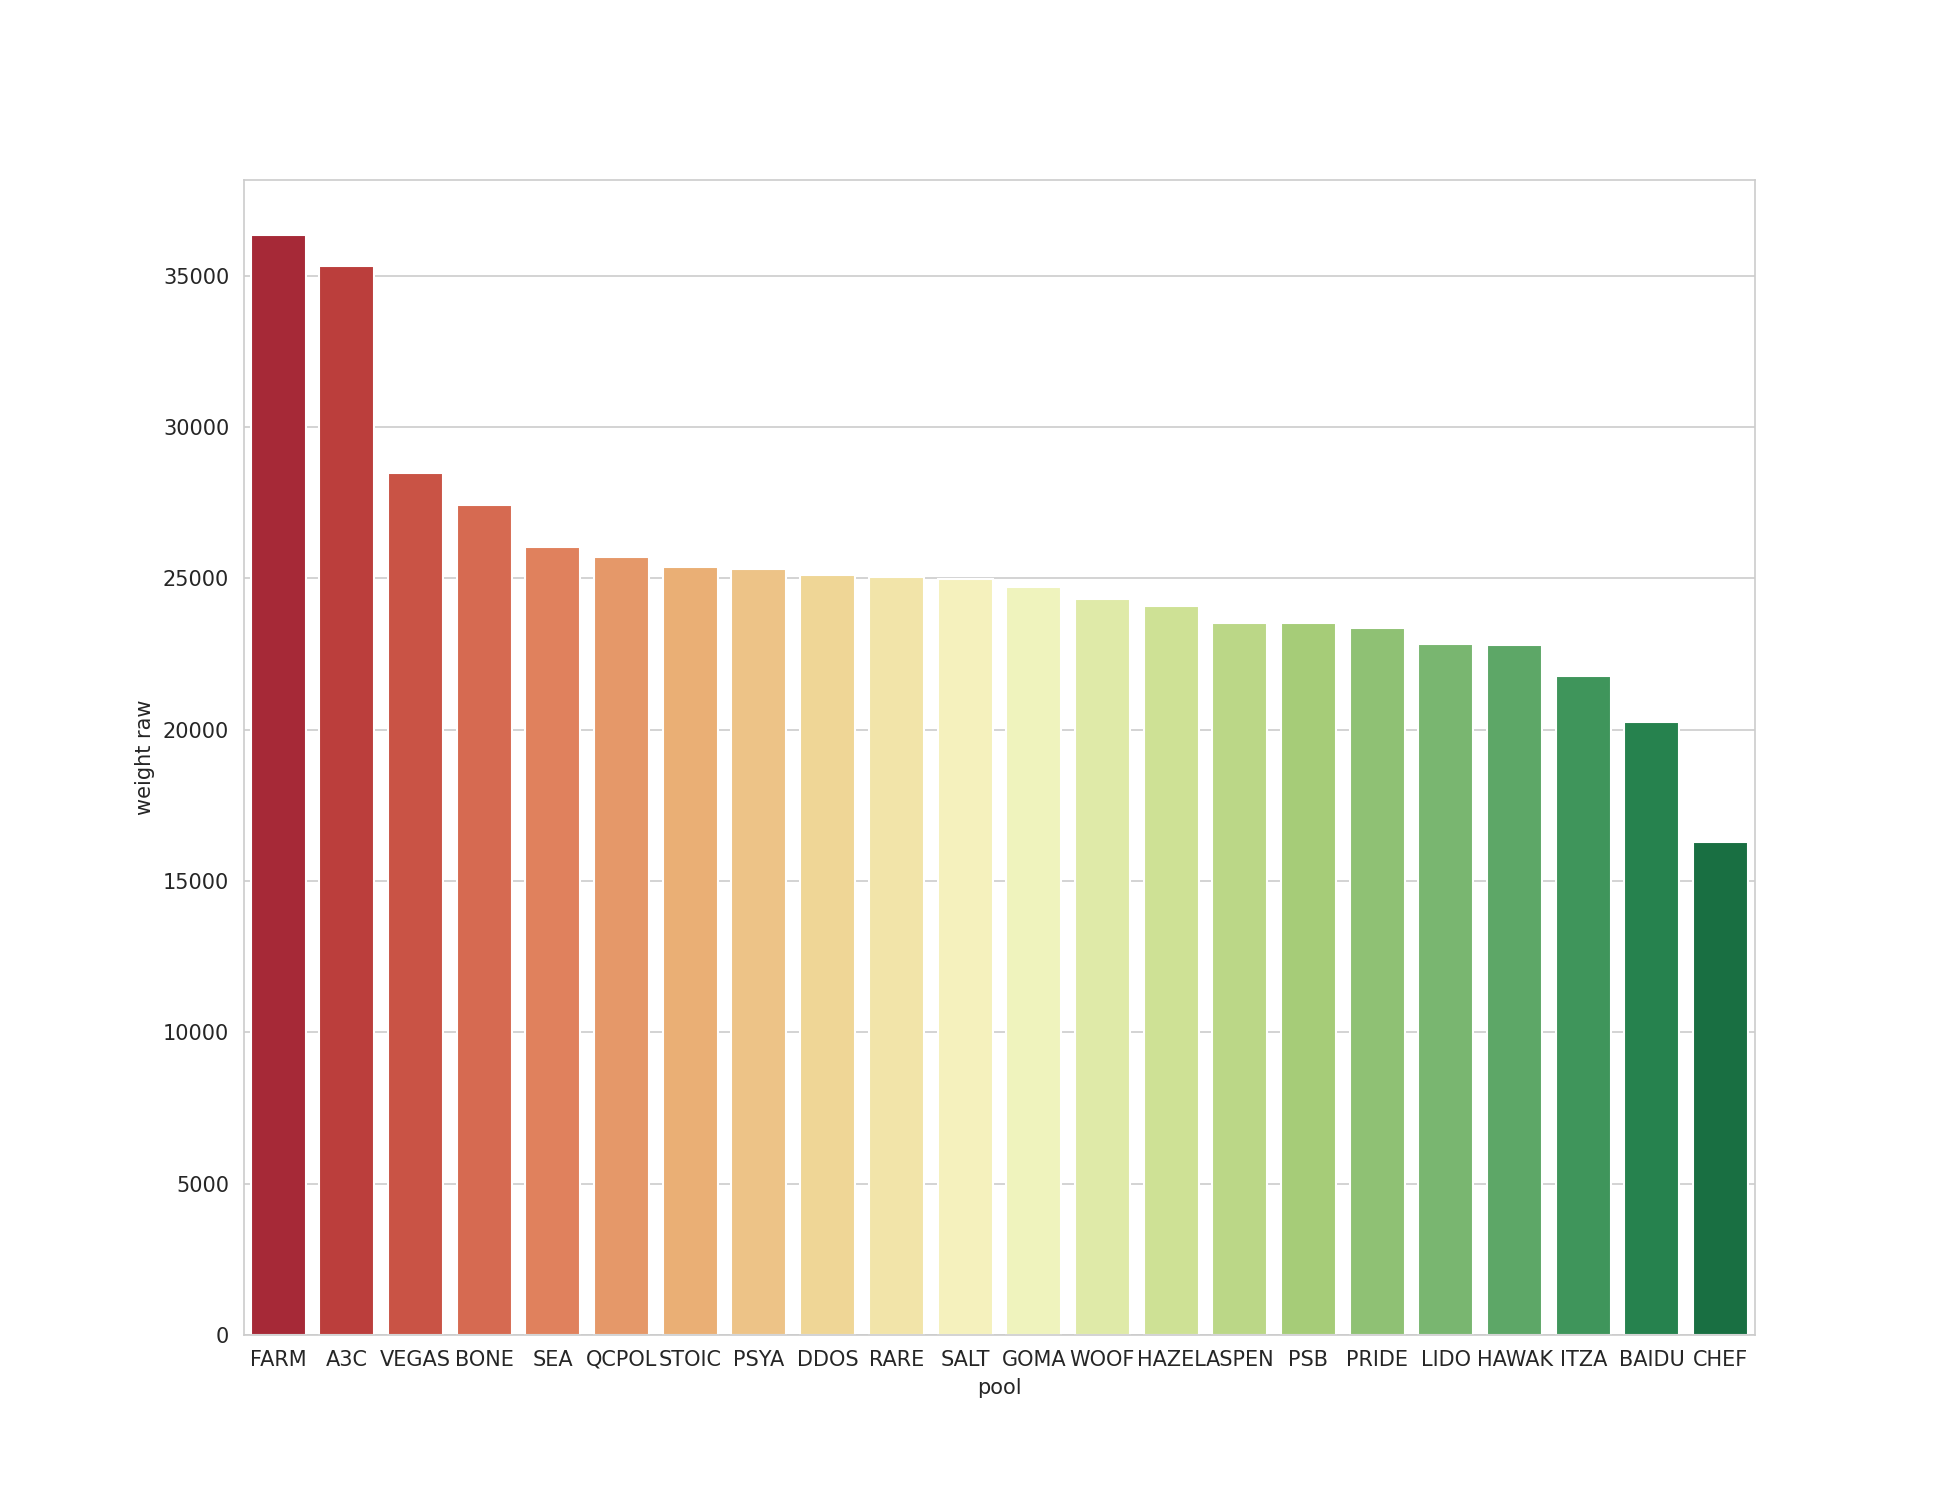 35000
30000
25000
20000
15000
10000
5000
0
weight raw
FARM A3C VEGAS BONE SEA QCPOL STOIC PSYA DDOS RARE SALT GOMA WOOF HAZEL ASPEN PSB PRIDE LIDO HAWAK ITZA BAIDU CHEF
pool